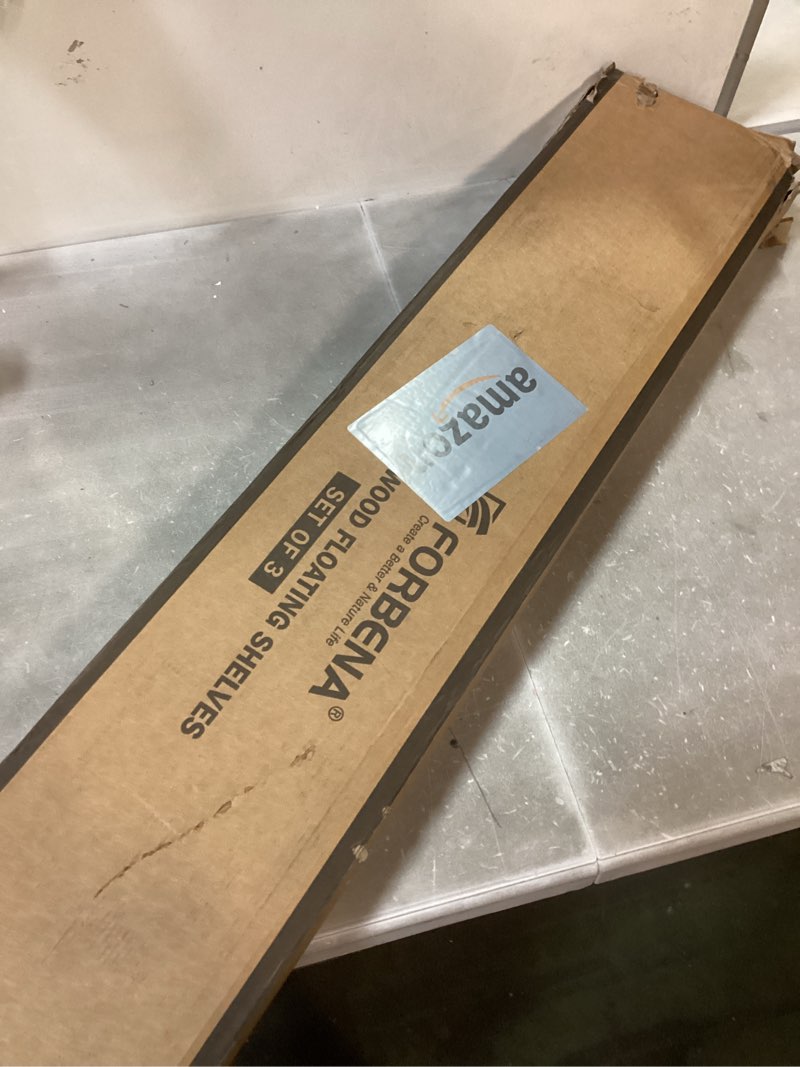 amazon
FORBENA®
Create a Better & Nature Life
WOOD FLOATING SHELVES
SET OF 3